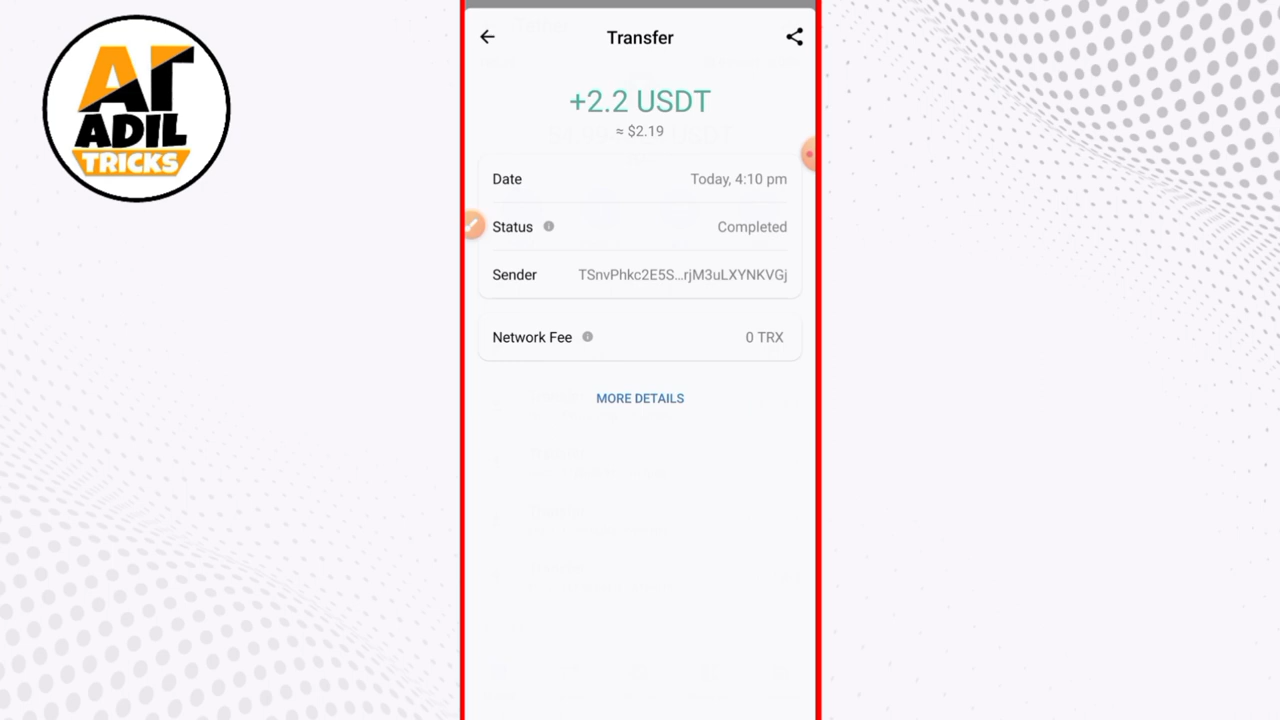 AT
ADIL
TRICKS
Transfer
+2.2 USDT
≈ $2.19
Date Today, 4:10 pm
Status Completed
Sender TSnvPhkc2E5S...rjM3uLXYNKVGj
Network Fee 0 TRX
MORE DETAILS